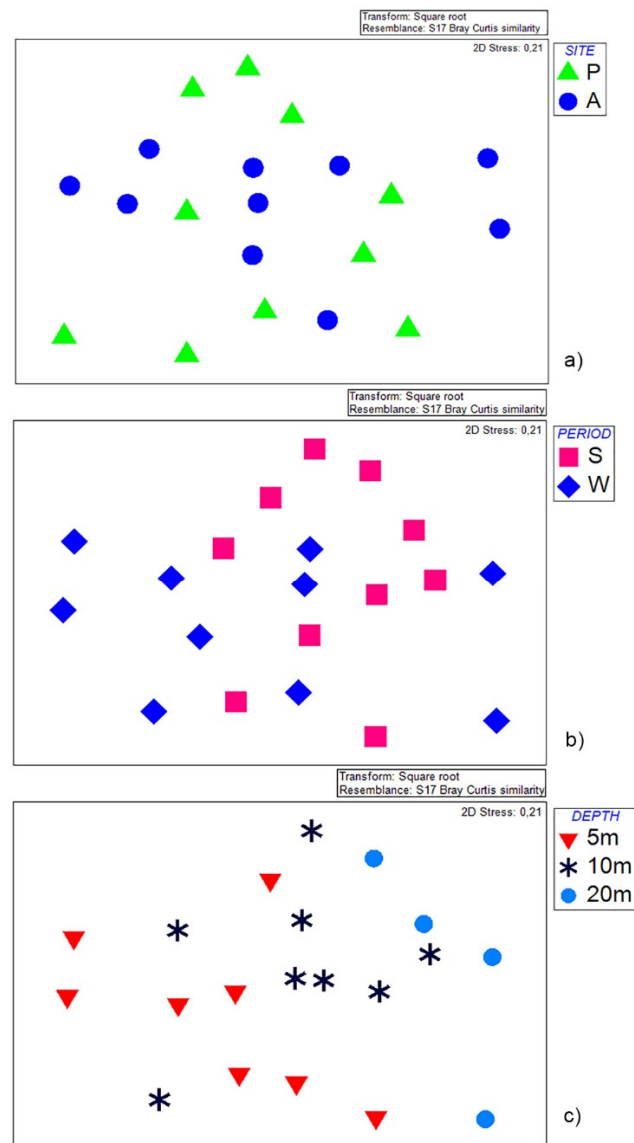 Transform: Square root
Resemblance: S17 Bray Curtis similarity
2D Stress: 0,21
SITE
P
A
a)
Transform: Square root
Resemblance: S17 Bray Curtis similarity
2D Stress: 0,21
PERIOD
S
W
b)
Transform: Square root
Resemblance: S17 Bray Curtis similarity
2D Stress: 0,21
DEPTH
5m
10m
20m
c)